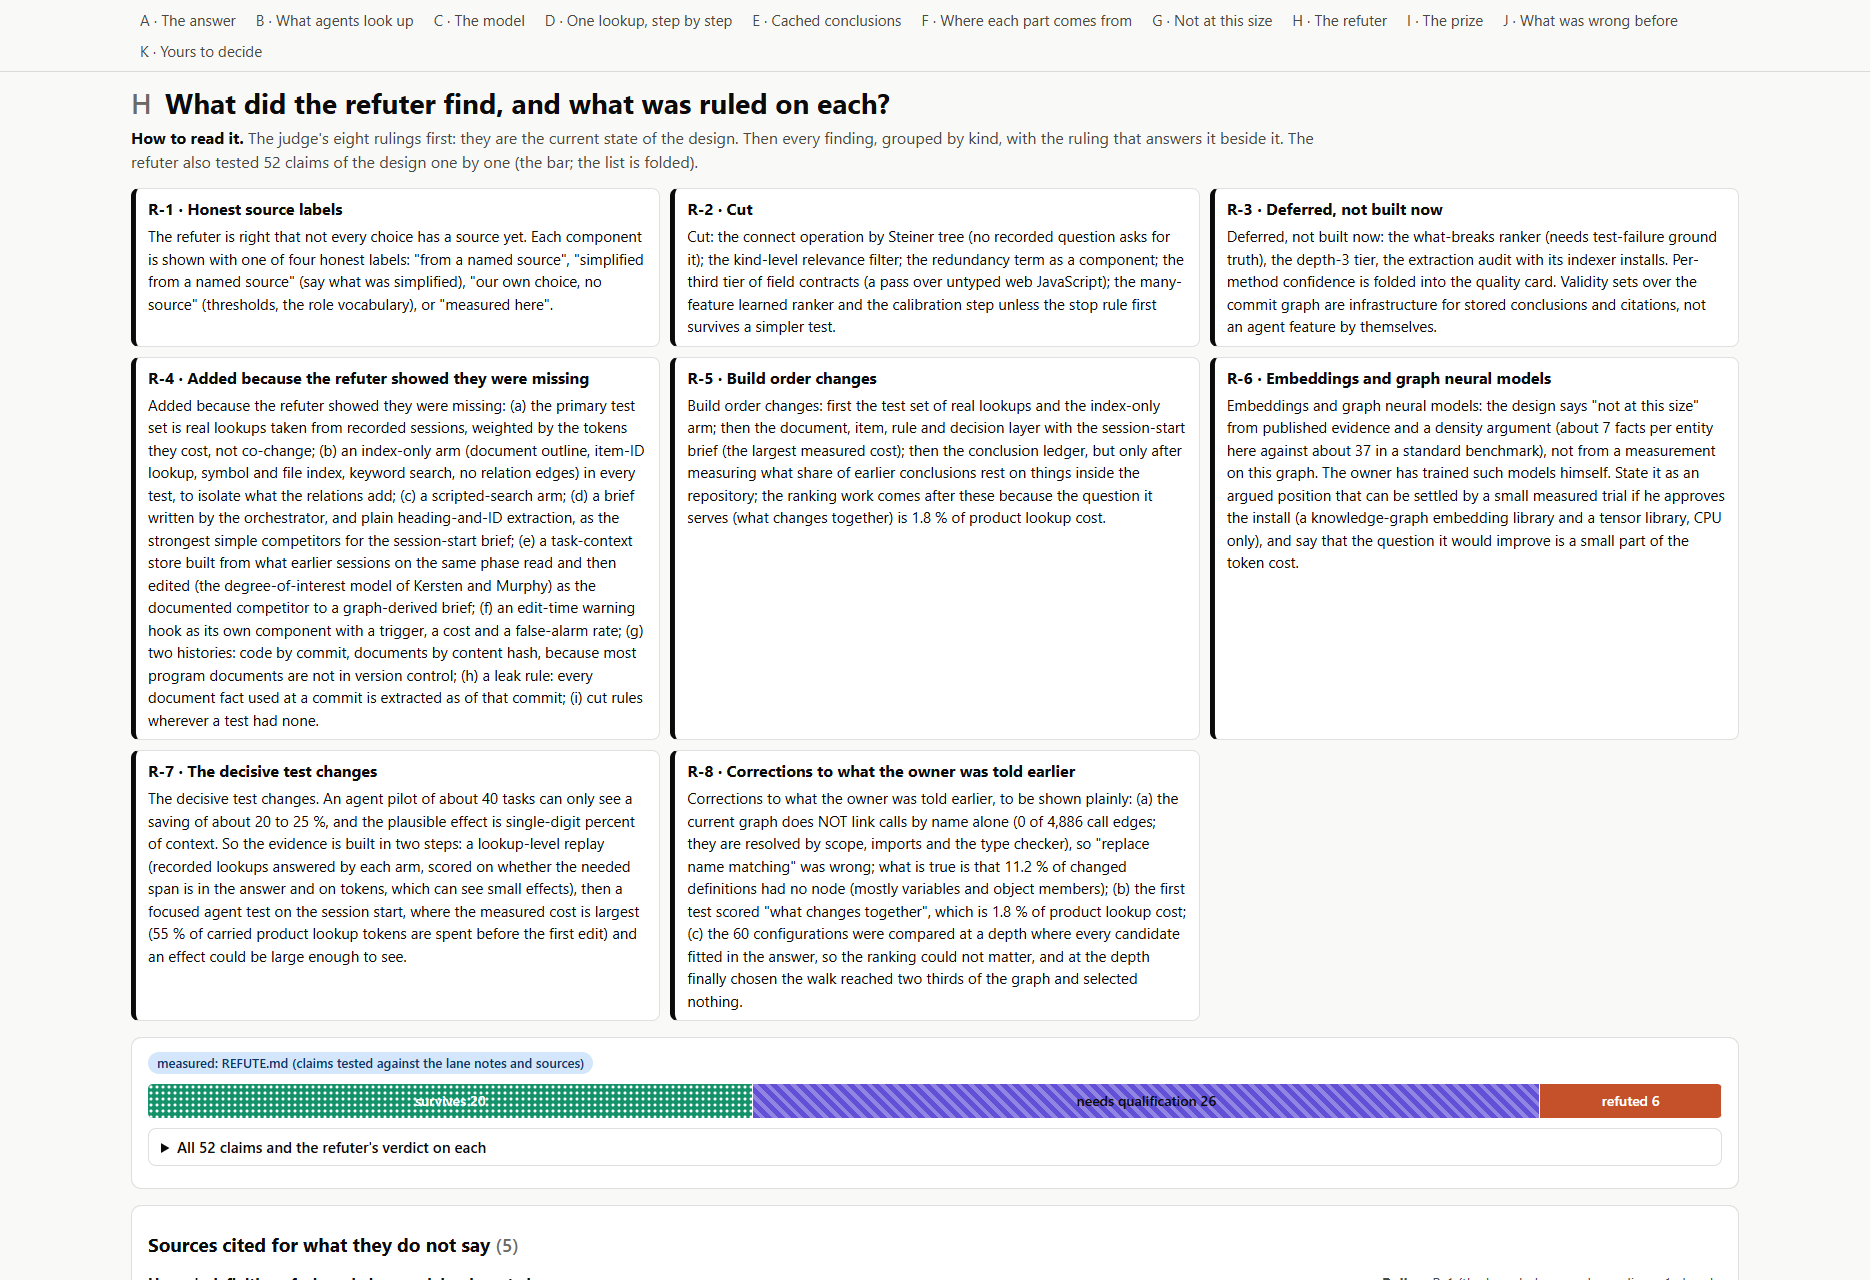 A · The answer B · What agents look up C · The model D · One lookup, step by step E · Cached conclusions F · Where each part comes from G · Not at this size H · The refuter I · The prize J · What was wrong before
K · Yours to decide
H What did the refuter find, and what was ruled on each?
How to read it. The judge's eight rulings first: they are the current state of the design. Then every finding, grouped by kind, with the ruling that answers it beside it. The
refuter also tested 52 claims of the design one by one (the bar; the list is folded).
R-1 · Honest source labels
The refuter is right that not every choice has a source yet. Each component
is shown with one of four honest labels: "from a named source", "simplified
from a named source" (say what was simplified), "our own choice, no
source" (thresholds, the role vocabulary), or "measured here".
R-2 · Cut
Cut: the connect operation by Steiner tree (no recorded question asks for
it); the kind-level relevance filter; the redundancy term as a component; the
third tier of field contracts (a pass over untyped web JavaScript); the many-
feature learned ranker and the calibration step unless the stop rule first
survives a simpler test.
R-3 · Deferred, not built now
Deferred, not built now: the what-breaks ranker (needs test-failure ground
truth), the depth-3 tier, the extraction audit with its indexer installs. Per-
method confidence is folded into the quality card. Validity sets over the
commit graph are infrastructure for stored conclusions and citations, not
an agent feature by themselves.
R-4 · Added because the refuter showed they were missing
Added because the refuter showed they were missing: (a) the primary test
set is real lookups taken from recorded sessions, weighted by the tokens
they cost, not co-change; (b) an index-only arm (document outline, item-ID
lookup, symbol and file index, keyword search, no relation edges) in every
test, to isolate what the relations add; (c) a scripted-search arm; (d) a brief
written by the orchestrator, and plain heading-and-ID extraction, as the
strongest simple competitors for the session-start brief; (e) a task-context
store built from what earlier sessions on the same phase read and then
edited (the degree-of-interest model of Kersten and Murphy) as the
documented competitor to a graph-derived brief; (f) an edit-time warning
hook as its own component with a trigger, a cost and a false-alarm rate; (g)
two histories: code by commit, documents by content hash, because most
program documents are not in version control; (h) a leak rule: every
document fact used at a commit is extracted as of that commit; (i) cut rules
wherever a test had none.
R-5 · Build order changes
Build order changes: first the test set of real lookups and the index-only
arm; then the document, item, rule and decision layer with the session-start
brief (the largest measured cost); then the conclusion ledger, but only after
measuring what share of earlier conclusions rest on things inside the
repository; the ranking work comes after these because the question it
serves (what changes together) is 1.8 % of product lookup cost.
R-6 · Embeddings and graph neural models
Embeddings and graph neural models: the design says "not at this size"
from published evidence and a density argument (about 7 facts per entity
here against about 37 in a standard benchmark), not from a measurement
on this graph. The owner has trained such models himself. State it as an
argued position that can be settled by a small measured trial if he approves
the install (a knowledge-graph embedding library and a tensor library, CPU
only), and say that the question it would improve is a small part of the
token cost.
R-7 · The decisive test changes
The decisive test changes. An agent pilot of about 40 tasks can only see a
saving of about 20 to 25 %, and the plausible effect is single-digit percent
of context. So the evidence is built in two steps: a lookup-level replay
(recorded lookups answered by each arm, scored on whether the needed
span is in the answer and on tokens, which can see small effects), then a
focused agent test on the session start, where the measured cost is largest
(55 % of carried product lookup tokens are spent before the first edit) and
an effect could be large enough to see.
R-8 · Corrections to what the owner was told earlier
Corrections to what the owner was told earlier, to be shown plainly: (a) the
current graph does NOT link calls by name alone (0 of 4,886 call edges;
they are resolved by scope, imports and the type checker), so "replace
name matching" was wrong; what is true is that 11.2 % of changed
definitions had no node (mostly variables and object members); (b) the first
test scored "what changes together", which is 1.8 % of product lookup cost;
(c) the 60 configurations were compared at a depth where every candidate
fitted in the answer, so the ranking could not matter, and at the depth
finally chosen the walk reached two thirds of the graph and selected
nothing.
measured: REFUTE.md (claims tested against the lane notes and sources)
survives 20 needs qualification 26 refuted 6
▶ All 52 claims and the refuter's verdict on each
Sources cited for what they do not say (5)